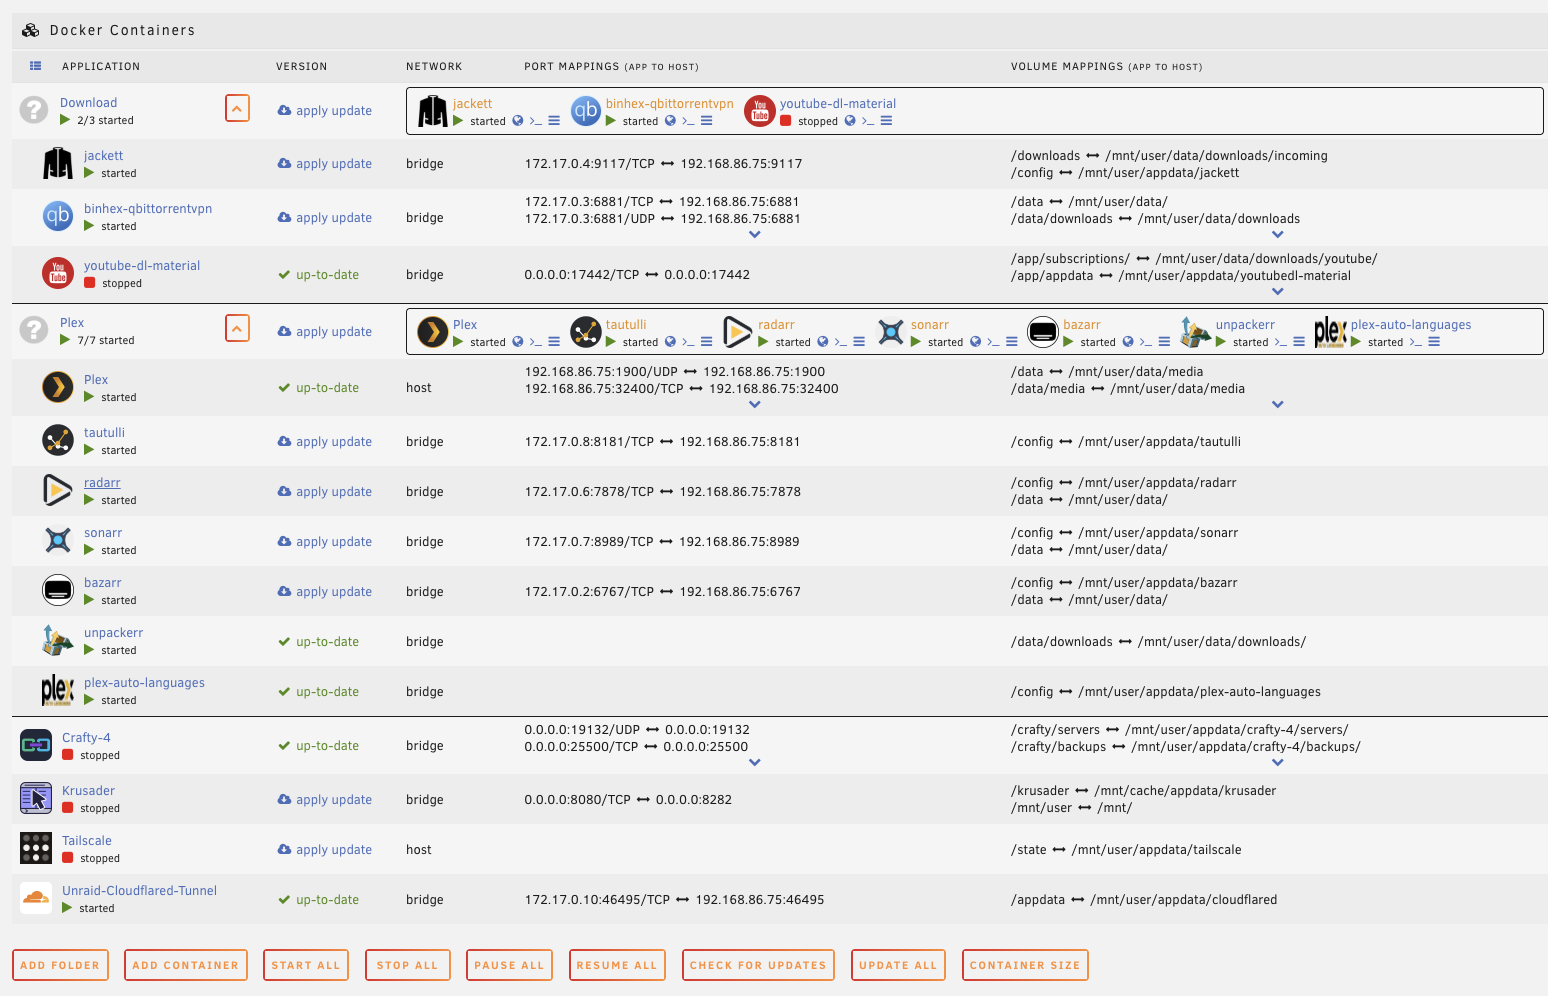 Docker Containers
APPLICATION VERSION NETWORK PORT MAPPINGS (APP TO HOST) VOLUME MAPPINGS (APP TO HOST)
? Download apply update jackett binhex-qbittorrentvpn youtube-dl-material
2/3 started started >_ started >_ stopped >_
jackett apply update bridge 172.17.0.4:9117/TCP ↔ 192.168.86.75:9117 /downloads ↔ /mnt/user/data/downloads/incoming
started /config ↔ /mnt/user/appdata/jackett
qb binhex-qbittorrentvpn apply update bridge 172.17.0.3:6881/TCP ↔ 192.168.86.75:6881 /data ↔ /mnt/user/data/
started 172.17.0.3:6881/UDP ↔ 192.168.86.75:6881 /data/downloads ↔ /mnt/user/data/downloads
You Tube youtube-dl-material up-to-date bridge 0.0.0.0:17442/TCP ↔ 0.0.0.0:17442 /app/subscriptions/ ↔ /mnt/user/data/downloads/youtube/
stopped /app/appdata ↔ /mnt/user/appdata/youtubedl-material
? Plex apply update Plex tautulli radarr sonarr bazarr unpackerr plex plex-auto-languages
7/7 started started >_ started >_ started >_ started >_ started >_ started >_ started >_
Plex up-to-date host 192.168.86.75:1900/UDP ↔ 192.168.86.75:1900 /data ↔ /mnt/user/data/media
started 192.168.86.75:32400/TCP ↔ 192.168.86.75:32400 /data/media ↔ /mnt/user/data/media
tautulli apply update bridge 172.17.0.8:8181/TCP ↔ 192.168.86.75:8181 /config ↔ /mnt/user/appdata/tautulli
started
radarr apply update bridge 172.17.0.6:7878/TCP ↔ 192.168.86.75:7878 /config ↔ /mnt/user/appdata/radarr
started /data ↔ /mnt/user/data/
sonarr apply update bridge 172.17.0.7:8989/TCP ↔ 192.168.86.75:8989 /config ↔ /mnt/user/appdata/sonarr
started /data ↔ /mnt/user/data/
bazarr apply update bridge 172.17.0.2:6767/TCP ↔ 192.168.86.75:6767 /config ↔ /mnt/user/appdata/bazarr
started /data ↔ /mnt/user/data/
unpackerr up-to-date bridge /data/downloads ↔ /mnt/user/data/downloads/
started
plex plex-auto-languages up-to-date bridge /config ↔ /mnt/user/appdata/plex-auto-languages
started
Crafty-4 up-to-date bridge 0.0.0.0:19132/UDP ↔ 0.0.0.0:19132 /crafty/servers ↔ /mnt/user/appdata/crafty-4/servers/
stopped 0.0.0.0:25500/TCP ↔ 0.0.0.0:25500 /crafty/backups ↔ /mnt/user/appdata/crafty-4/backups/
Krusader apply update bridge 0.0.0.0:8080/TCP ↔ 0.0.0.0:8282 /krusader ↔ /mnt/cache/appdata/krusader
stopped /mnt/user ↔ /mnt/
Tailscale apply update host /state ↔ /mnt/user/appdata/tailscale
stopped
Unraid-Cloudflared-Tunnel up-to-date bridge 172.17.0.10:46495/TCP ↔ 192.168.86.75:46495 /appdata ↔ /mnt/user/appdata/cloudflared
started
ADD FOLDER ADD CONTAINER START ALL STOP ALL PAUSE ALL RESUME ALL CHECK FOR UPDATES UPDATE ALL CONTAINER SIZE